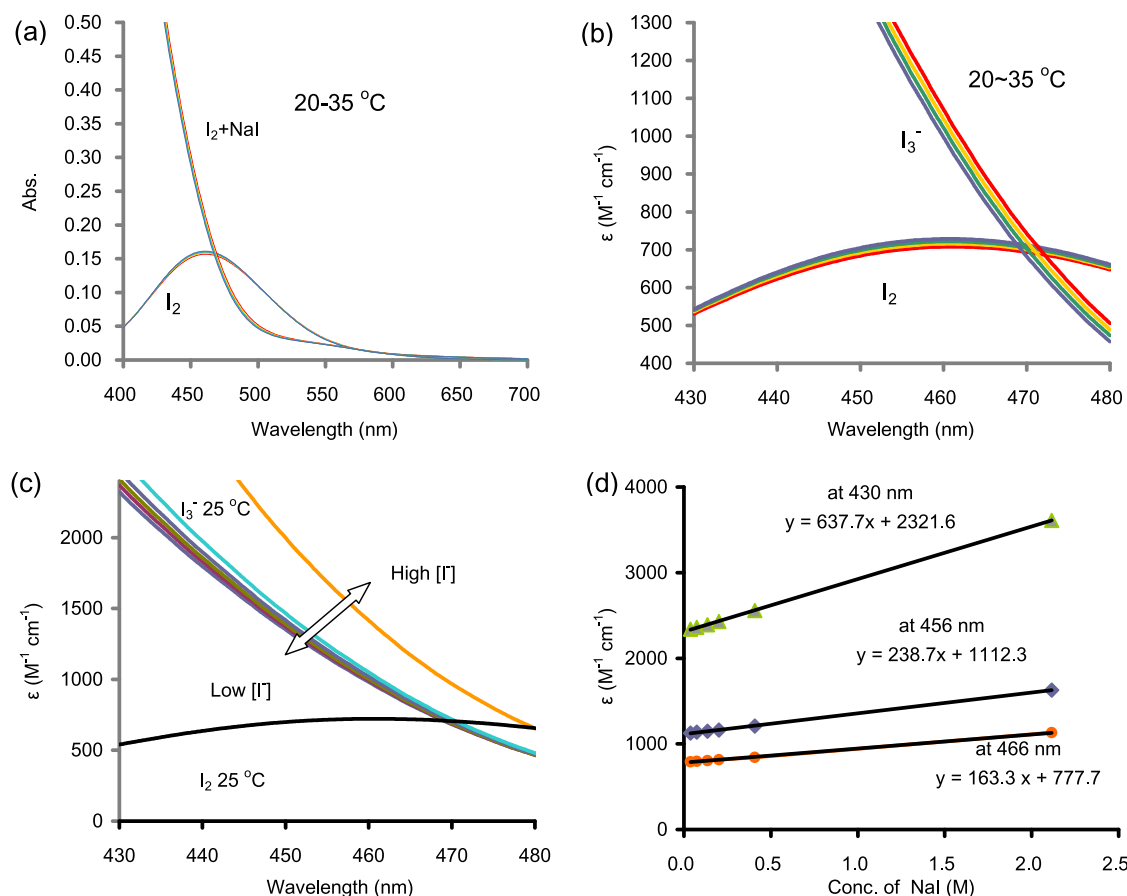 (a)
0.50
0.45
0.40
0.35
0.30
0.25
0.20
0.15
0.10
0.05
0.00
Abs.
20-35 °C
I₂+NaI
I₂
400 450 500 550 600 650 700
Wavelength (nm)
(b)
1300
1200
1100
1000
900
800
700
600
500
400
ε (M⁻¹ cm⁻¹)
20~35 °C
I₃⁻
I₂
430 440 450 460 470 480
Wavelength (nm)
(c)
2000
1500
1000
500
0
ε (M⁻¹ cm⁻¹)
I₃⁻ 25 °C
High [I⁻]
Low [I⁻]
I₂ 25 °C
430 440 450 460 470 480
Wavelength (nm)
(d)
4000
3000
2000
1000
0
ε (M⁻¹ cm⁻¹)
at 430 nm
y = 637.7x + 2321.6
at 456 nm
y = 238.7x + 1112.3
at 466 nm
y = 163.3 x + 777.7
0.0 0.5 1.0 1.5 2.0 2.5
Conc. of NaI (M)